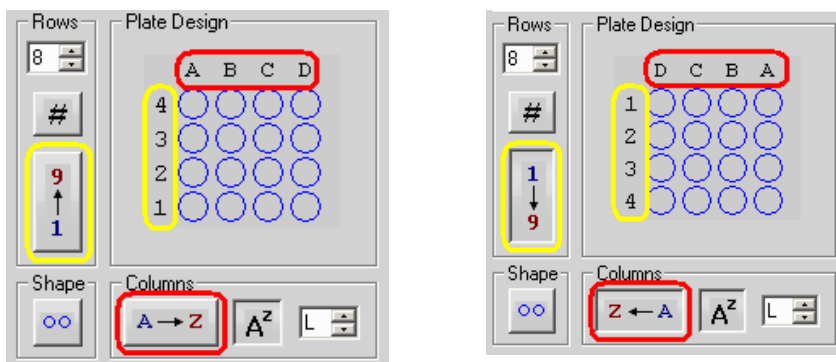 Rows
8
#
9
1
Plate Design
A B C D
4
3
2
1
Shape
Columns
A → Z
Aᶻ
L
Rows
8
#
1
9
Plate Design
D C B A
1
2
3
4
Shape
Columns
Z ← A
Aᶻ
L